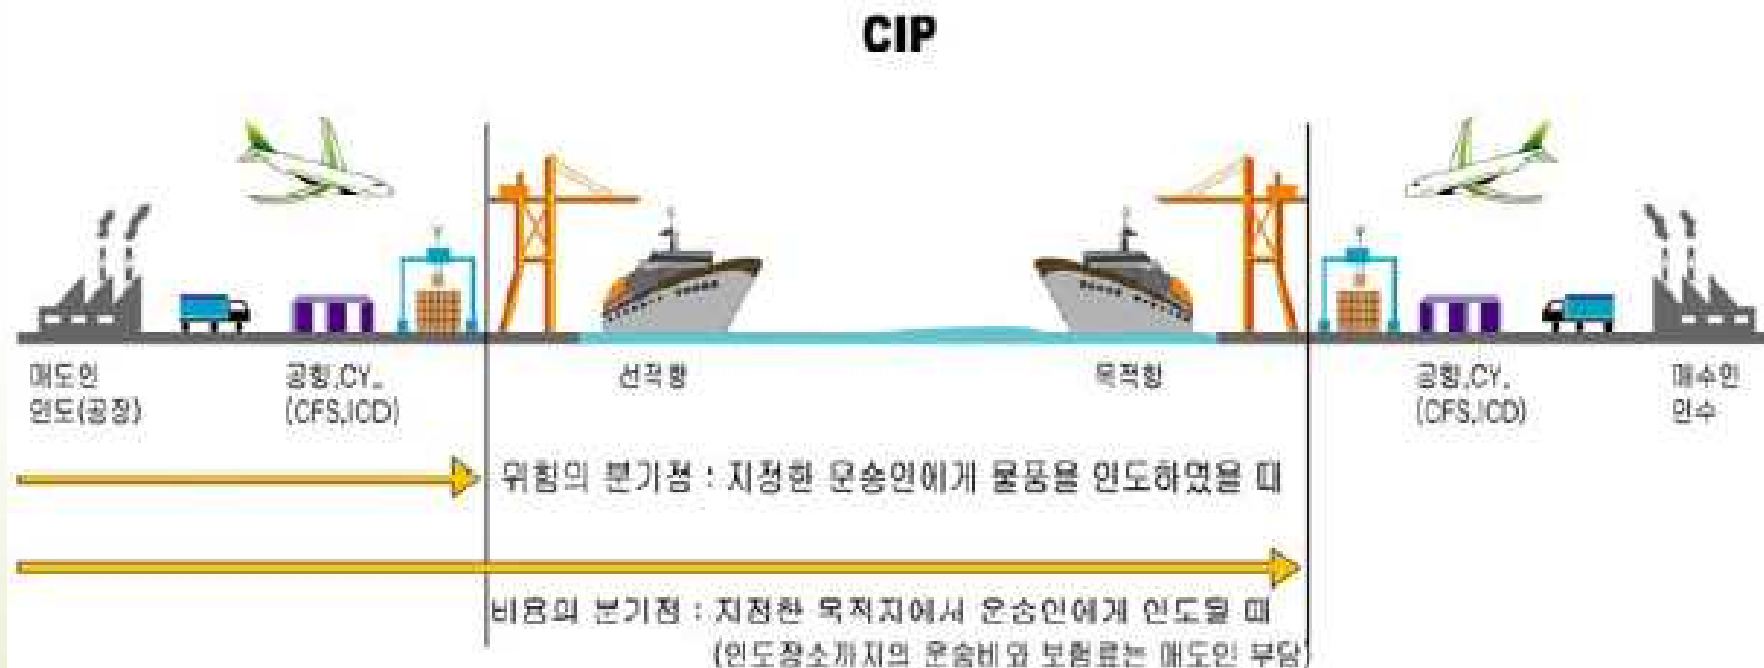 CIP
매도인
인도(공장)
공항,CY,
(CFS,ICD)
선적항
목적항
공항,CY,
(CFS,ICD)
매수인
인수
위험의 분기점 : 지정한 운송인에게 물품을 인도하였을 때
비용의 분기점 : 지정한 목적지에서 운송인에게 인도될 때
(인도장소까지의 운송비와 보험료는 매도인 부담)